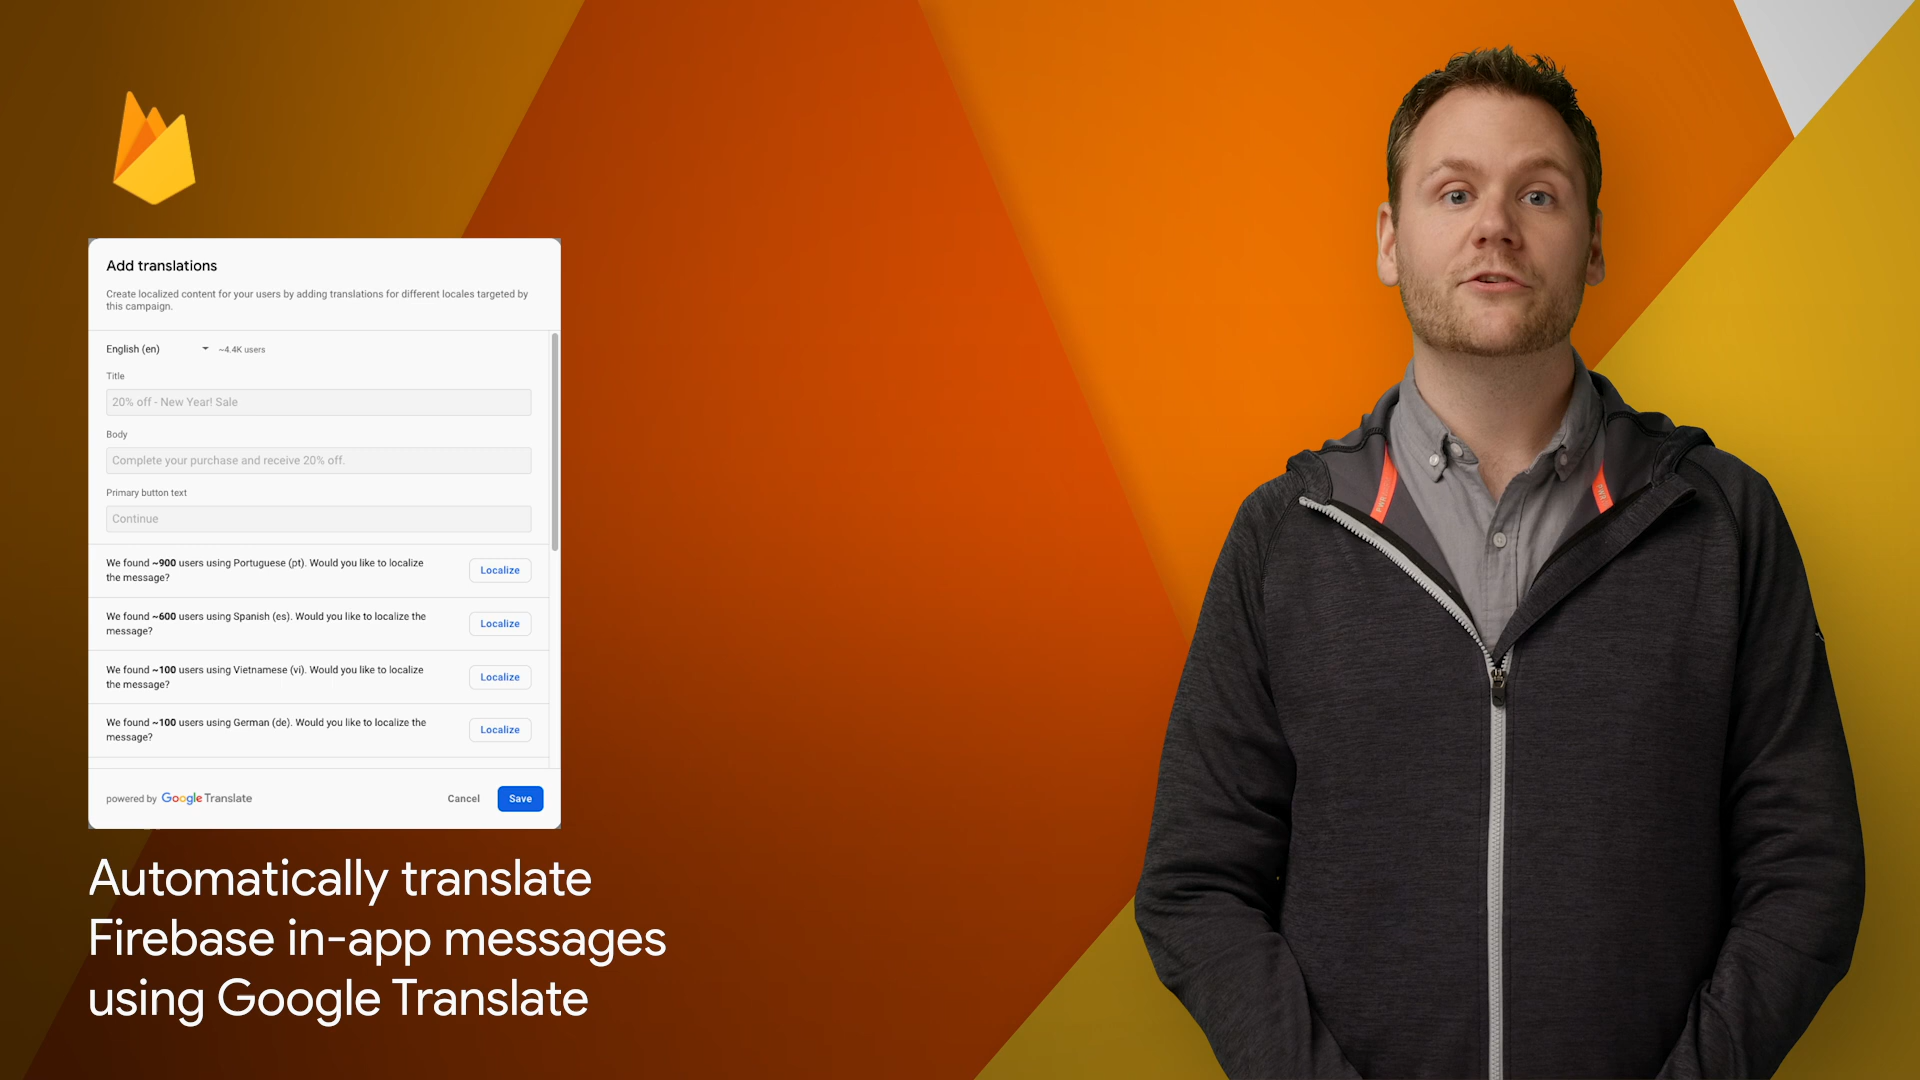 Add translations
Create localized content for your users by adding translations for different locales targeted by
this campaign.
English (en) ~4.4K users
Title
20% off - New Year! Sale
Body
Complete your purchase and receive 20% off.
Primary button text
Continue
We found ~900 users using Portuguese (pt). Would you like to localize
the message?
Localize
We found ~600 users using Spanish (es). Would you like to localize the
message?
Localize
We found ~100 users using Vietnamese (vi). Would you like to localize
the message?
Localize
We found ~100 users using German (de). Would you like to localize the
message?
Localize
powered by Google Translate
Cancel
Save
Automatically translate
Firebase in-app messages
using Google Translate
PWR
PWR